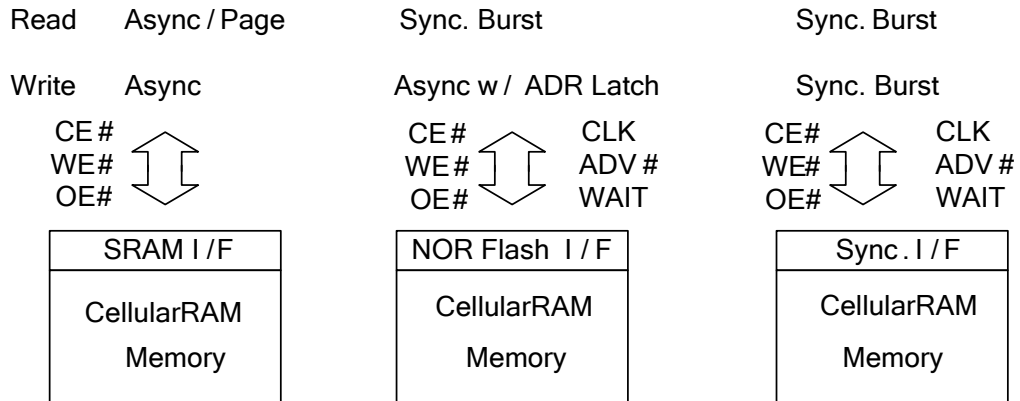 Read Async / Page Sync. Burst Sync. Burst
Write Async Async w / ADR Latch Sync. Burst
CE# CE# CLK CE# CLK
WE# WE# ADV# WE# ADV#
OE# OE# WAIT OE# WAIT
SRAM I / F NOR Flash I / F Sync. I / F
CellularRAM CellularRAM CellularRAM
Memory Memory Memory